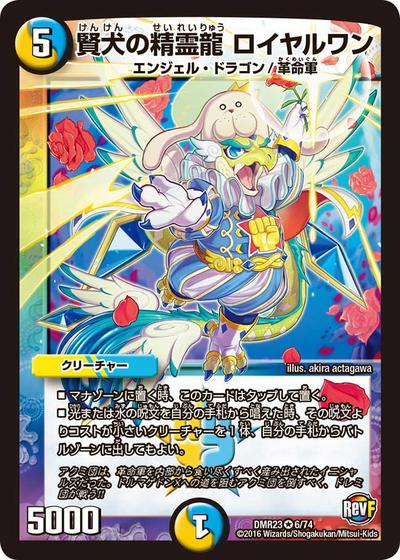 5
けんけん せいれいりゅう
賢犬の精霊龍 ロイヤルワン
かくめいぐん
エンジェル・ドラゴン/革命軍
illus. akira actagawa
クリーチャー
■マナゾーンに置く時、このカードはタップして置く。
■光または水の呪文を自分の手札から唱えた時、その呪文
よりコストが小さいクリーチャーを1体、自分の手札からバト
ルゾーンに出してもよい。
アクミ団は、革命軍を内部から食い尽くすべく産み出されたイニシャ
ルズだった。ドルマゲドンXへの道を阻むアクミ団を倒すべく、ドレミ
団が戦う!!
5000
1
RevF
DMR23 6/74
©2016 Wizards/Shogakukan/Mitsui-Kids